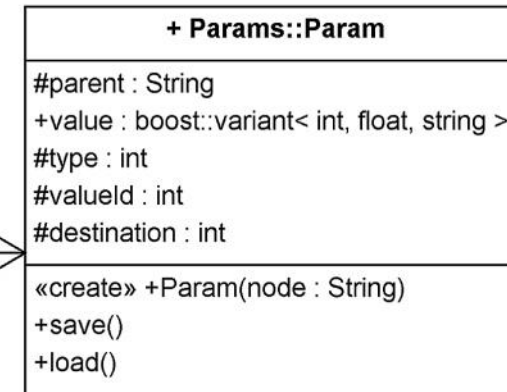 + Params::Param
#parent : String
+value : boost::variant< int, float, string >
#type : int
#valueId : int
#destination : int
«create» +Param(node : String)
+save()
+load()